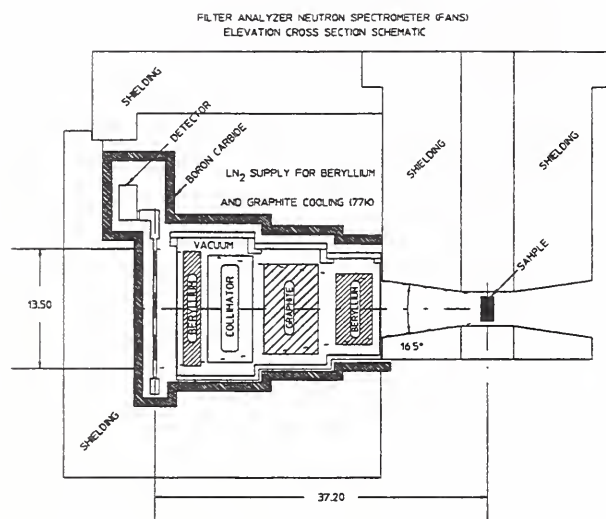 FILTER ANALYZER NEUTRON SPECTROMETER (FANS)
ELEVATION CROSS SECTION SCHEMATIC
SHIELDING
DETECTOR
BORON CARBIDE
LN2 SUPPLY FOR BERYLLIUM
AND GRAPHITE COOLING (77K)
SHIELDING
SHIELDING
SAMPLE
VACUUM
BERYLLIUM
COLLIMATOR
GRAPHITE
BERYLLIUM
13.50
16.5°
SHIELDING
37.20